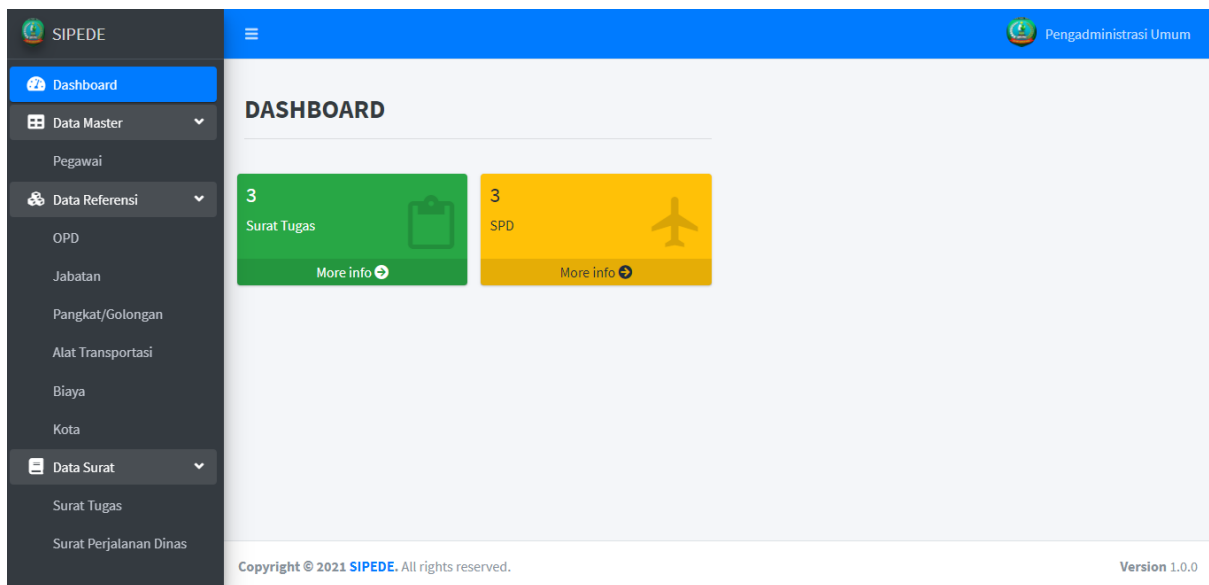 SIPEDE
Pengadministrasi Umum
Dashboard
Data Master
Pegawai
Data Referensi
OPD
Jabatan
Pangkat/Golongan
Alat Transportasi
Biaya
Kota
Data Surat
Surat Tugas
Surat Perjalanan Dinas
DASHBOARD
3
Surat Tugas
More info
3
SPD
More info
Copyright © 2021 SIPEDE. All rights reserved.
Version 1.0.0